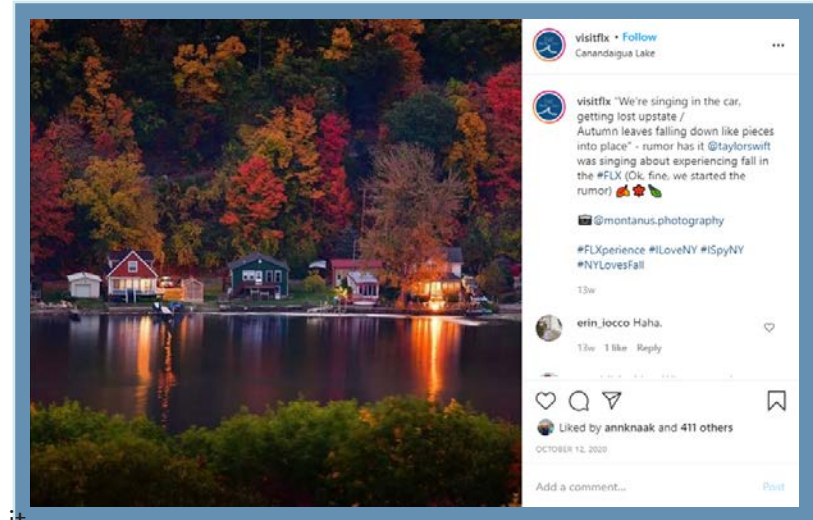 visitflx • Follow
Canandaigua Lake
visitflx "We're singing in the car,
getting lost upstate /
Autumn leaves falling down like pieces
into place" - rumor has it @taylorswift
was singing about experiencing fall in
the #FLX (Ok, fine, we started the
rumor) 🍂🍁🍃
📷@montanus.photography
#FLXperience #ILoveNY #ISpyNY
#NYLovesFall
13w
erin_iocco Haha.
13w 1 like Reply
Liked by annknaak and 411 others
OCTOBER 12, 2020
Add a comment... Post
it